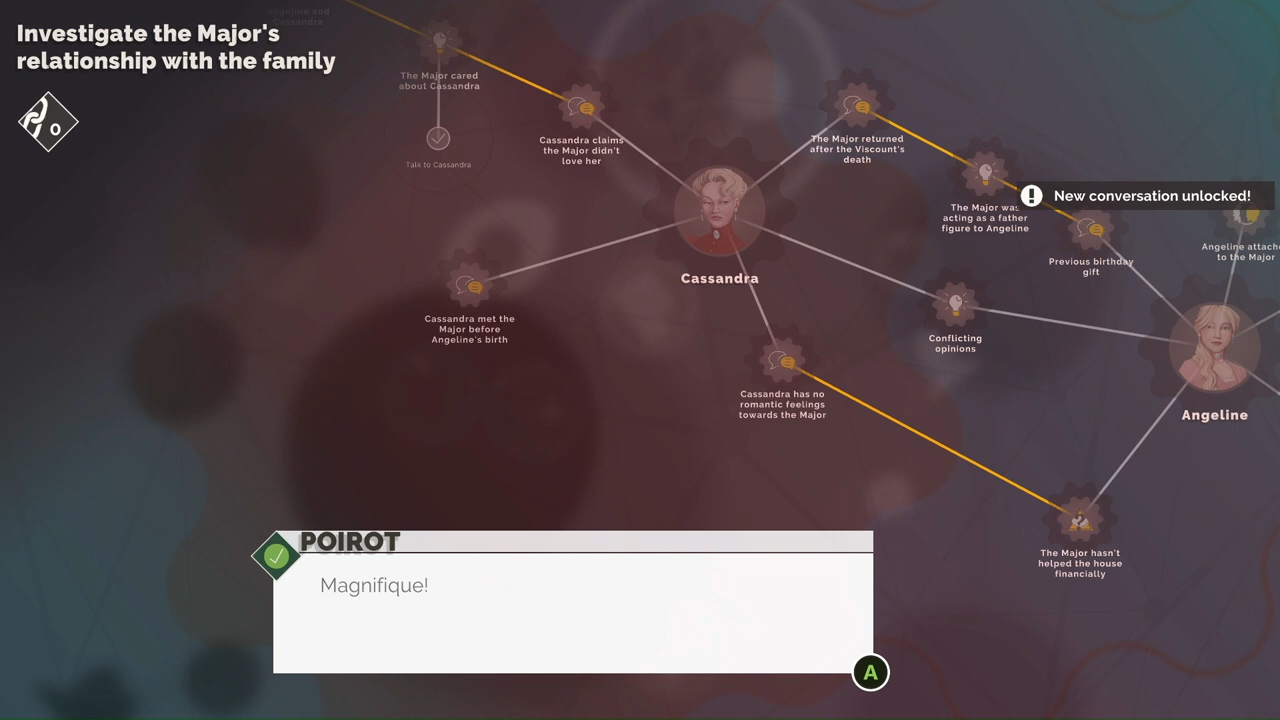 Angeline and
Cassandra
Investigate the Major's
relationship with the family
0
The Major cared
about Cassandra
Talk to Cassandra
Cassandra claims
the Major didn't
love her
The Major returned
after the Viscount's
death
The Major was
acting as a father
figure to Angeline
! New conversation unlocked!
Previous birthday
gift
Angeline attache
to the Major
Cassandra
Cassandra met the
Major before
Angeline's birth
Conflicting
opinions
Cassandra has no
romantic feelings
towards the Major
Angeline
The Major hasn't
helped the house
financially
POIROT
Magnifique!
A